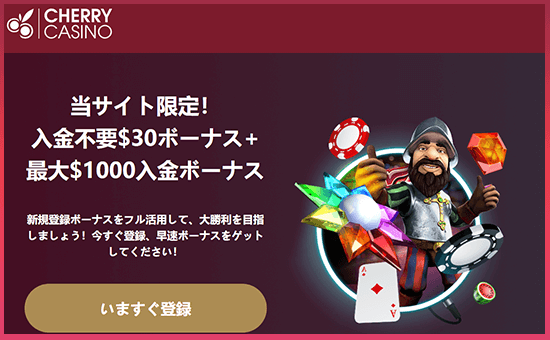 CHERRY
CASINO
当サイト限定!
入金不要$30ボーナス+
最大$1000入金ボーナス
新規登録ボーナスをフル活用して、大勝利を目指
しましょう! 今すぐ登録、早速ボーナスをゲット
してください!
いますぐ登録
A